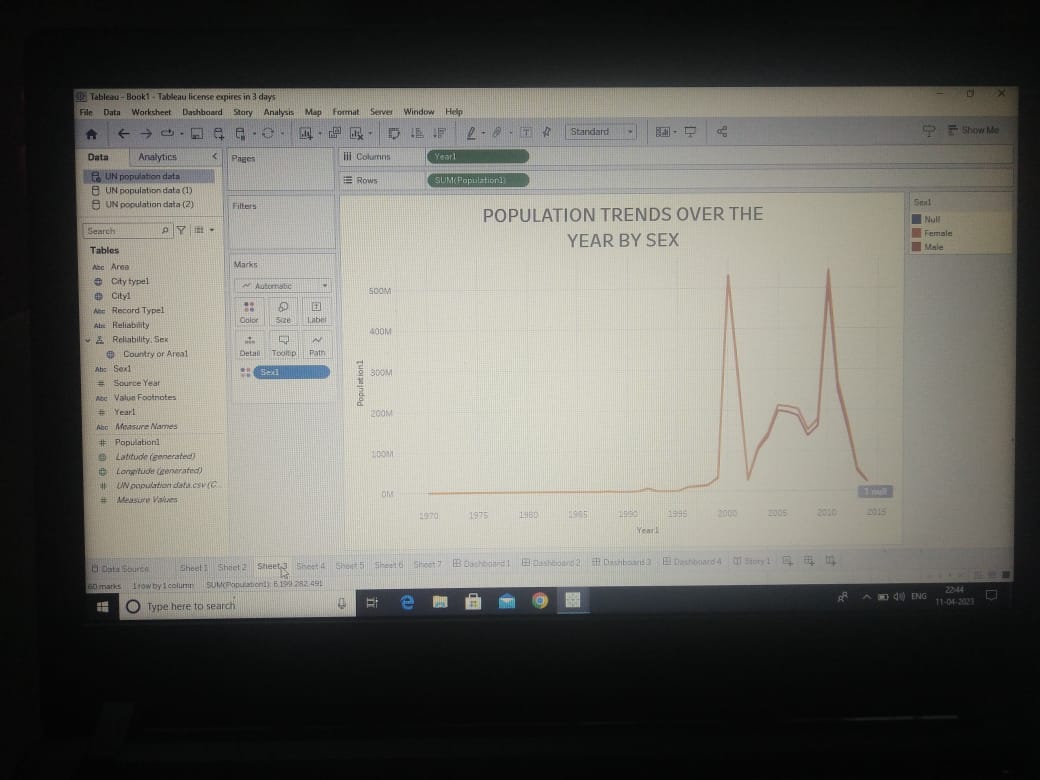 Tableau - Book1 - Tableau license expires in 3 days
File Data Worksheet Dashboard Story Analysis Map Format Server Window Help
Standard
Show Me
Data Analytics
UN population data
UN population data (1)
UN population data (2)
Search
Tables
Abc Area
City type1
City1
Abc Record Type1
Abc Reliability
Reliability, Sex
Country or Area1
Abc Sex1
# Source Year
Abc Value Footnotes
# Year1
Abc Measure Names
# Population1
Latitude (generated)
Longitude (generated)
# UN population data.csv (C...
# Measure Values
Pages
Filters
Marks
Automatic
Color Size Label
Detail Tooltip Path
Sex1
Columns Year1
Rows SUM(Population1)
POPULATION TRENDS OVER THE
YEAR BY SEX
Population1
500M
400M
300M
200M
100M
0M
1970 1975 1980 1985 1990 1995 2000 2005 2010 2015
Year1
1 null
Sex1
Null
Female
Male
Data Source Sheet 1 Sheet 2 Sheet 3 Sheet 4 Sheet 5 Sheet 6 Sheet 7 Dashboard 1 Dashboard 2 Dashboard 3 Dashboard 4 Story 1
60 marks 1 row by 1 column SUM(Population1): 6,199,282,491
Type here to search
ENG
22:44
11-04-2023